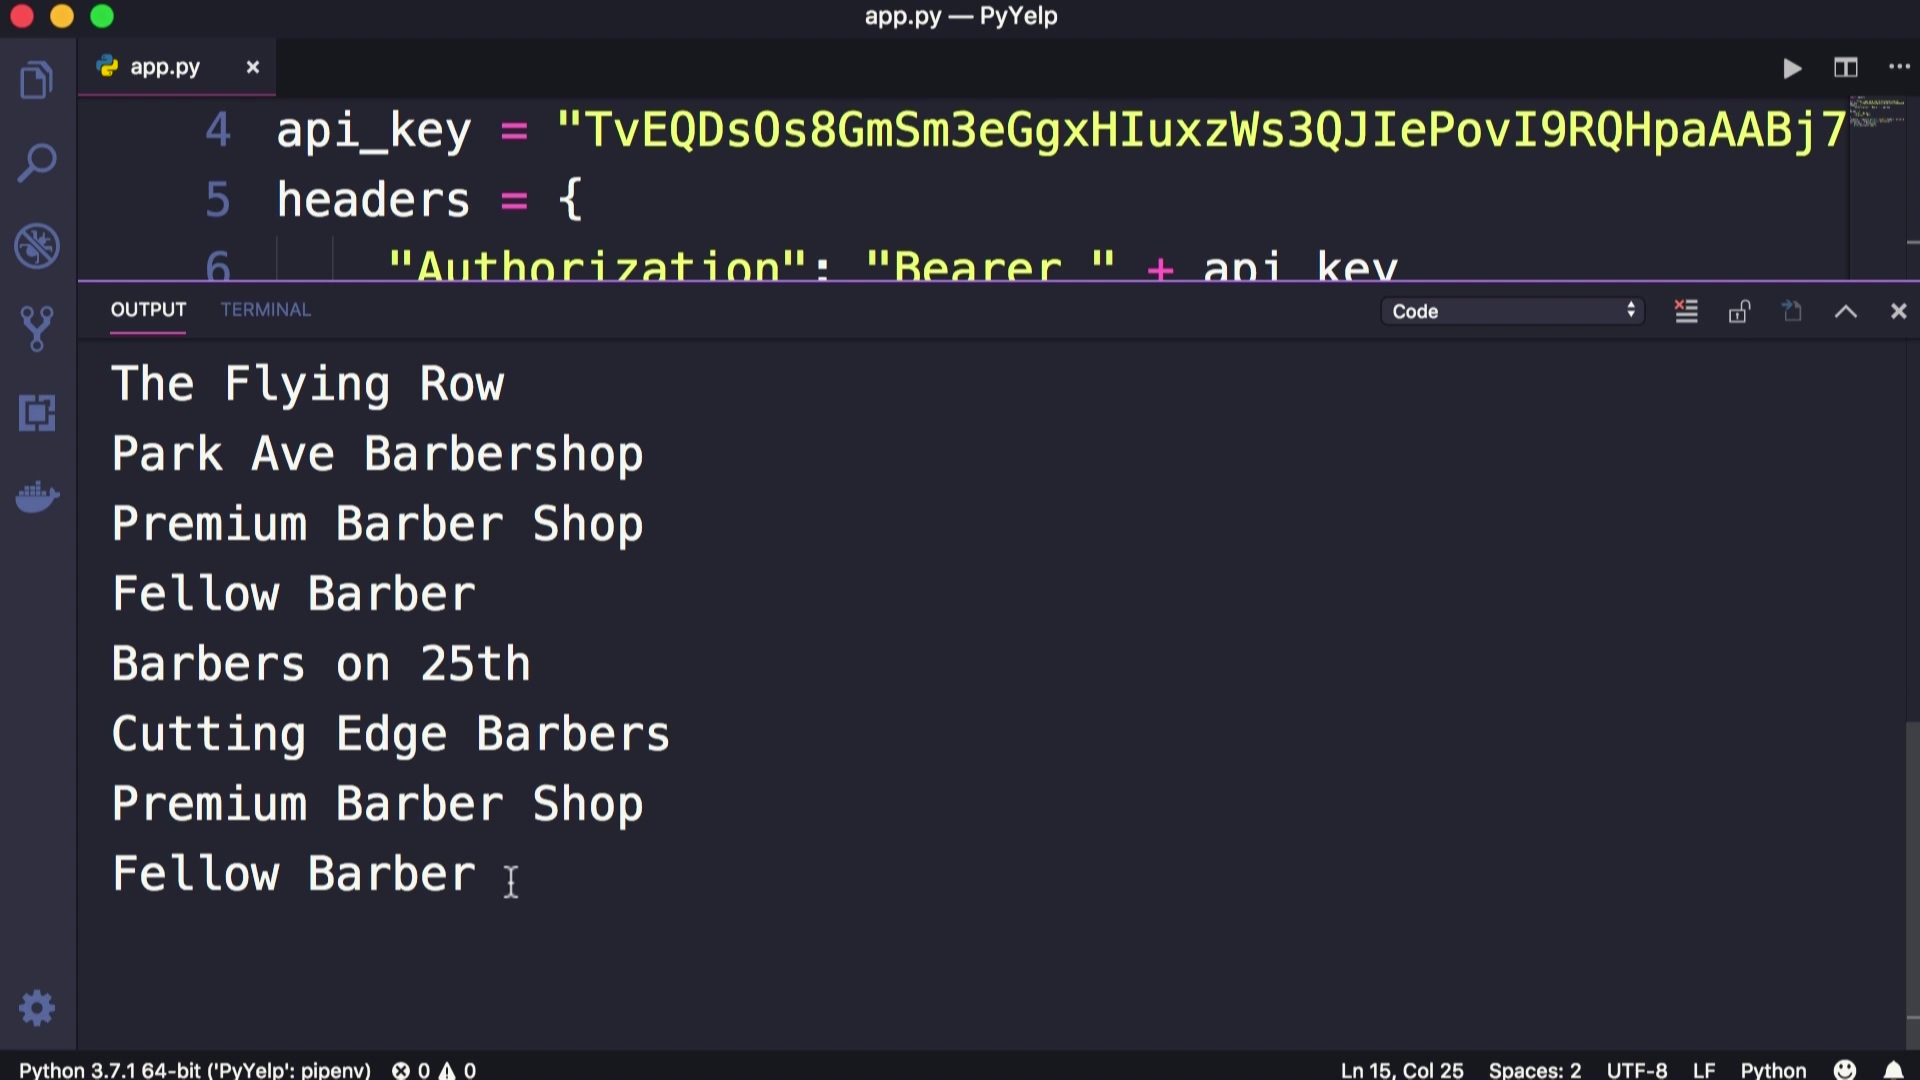 app.py — PyYelp
app.py
4 api_key = "TvEQDsOs8GmSm3eGgxHIuxzWs3QJIePovI9RQHpaAABj7
5 headers = {
6 "Authorization": "Bearer " + api_key
OUTPUT TERMINAL Code
The Flying Row
Park Ave Barbershop
Premium Barber Shop
Fellow Barber
Barbers on 25th
Cutting Edge Barbers
Premium Barber Shop
Fellow Barber
Python 3.7.1 64-bit ('PyYelp': pipenv) 0 0 Ln 15, Col 25 Spaces: 2 UTF-8 LF Python